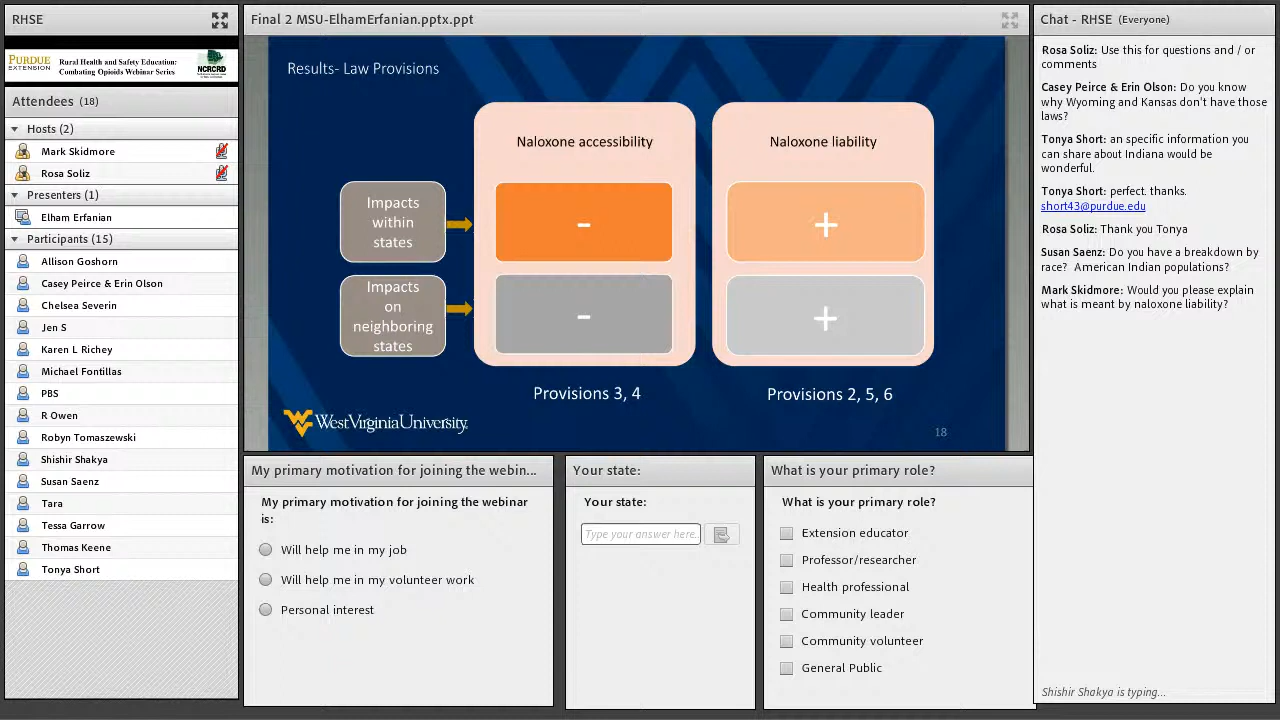 RHSE
PURDUE
EXTENSION
Rural Health and Safety Education:
Combating Opioids Webinar Series
NCRCRD
Attendees (18)
Hosts (2)
Mark Skidmore
Rosa Soliz
Presenters (1)
Elham Erfanian
Participants (15)
Allison Goshorn
Casey Peirce & Erin Olson
Chelsea Severin
Jen S
Karen L Richey
Michael Fontillas
PBS
R Owen
Robyn Tomaszewski
Shishir Shakya
Susan Saenz
Tara
Tessa Garrow
Thomas Keene
Tonya Short
Final 2 MSU-ElhamErfanian.pptx.ppt
Results- Law Provisions
Naloxone accessibility
Naloxone liability
Impacts
within
states
-
+
Impacts
on
neighboring
states
-
+
Provisions 3, 4
Provisions 2, 5, 6
WestVirginiaUniversity.
18
My primary motivation for joining the webin...
My primary motivation for joining the webinar
is:
Will help me in my job
Will help me in my volunteer work
Personal interest
Your state:
Your state:
Type your answer here..
What is your primary role?
What is your primary role?
Extension educator
Professor/researcher
Health professional
Community leader
Community volunteer
General Public
Chat - RHSE (Everyone)
Rosa Soliz: Use this for questions and / or
comments
Casey Peirce & Erin Olson: Do you know
why Wyoming and Kansas don't have those
laws?
Tonya Short: an specific information you
can share about Indiana would be
wonderful.
Tonya Short: perfect. thanks.
short43@purdue.edu
Rosa Soliz: Thank you Tonya
Susan Saenz: Do you have a breakdown by
race? American Indian populations?
Mark Skidmore: Would you please explain
what is meant by naloxone liability?
Shishir Shakya is typing...